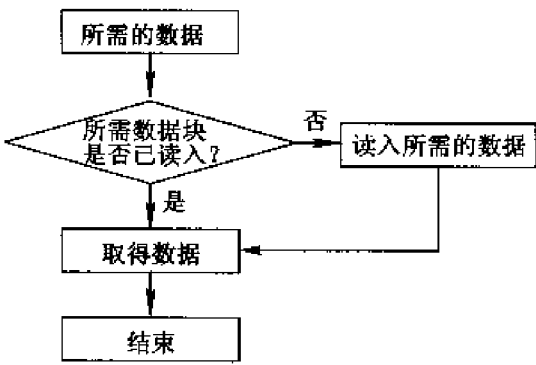 所需的数据
所需数据块
是否已读入?
否
读入所需的数据
是
取得数据
结束